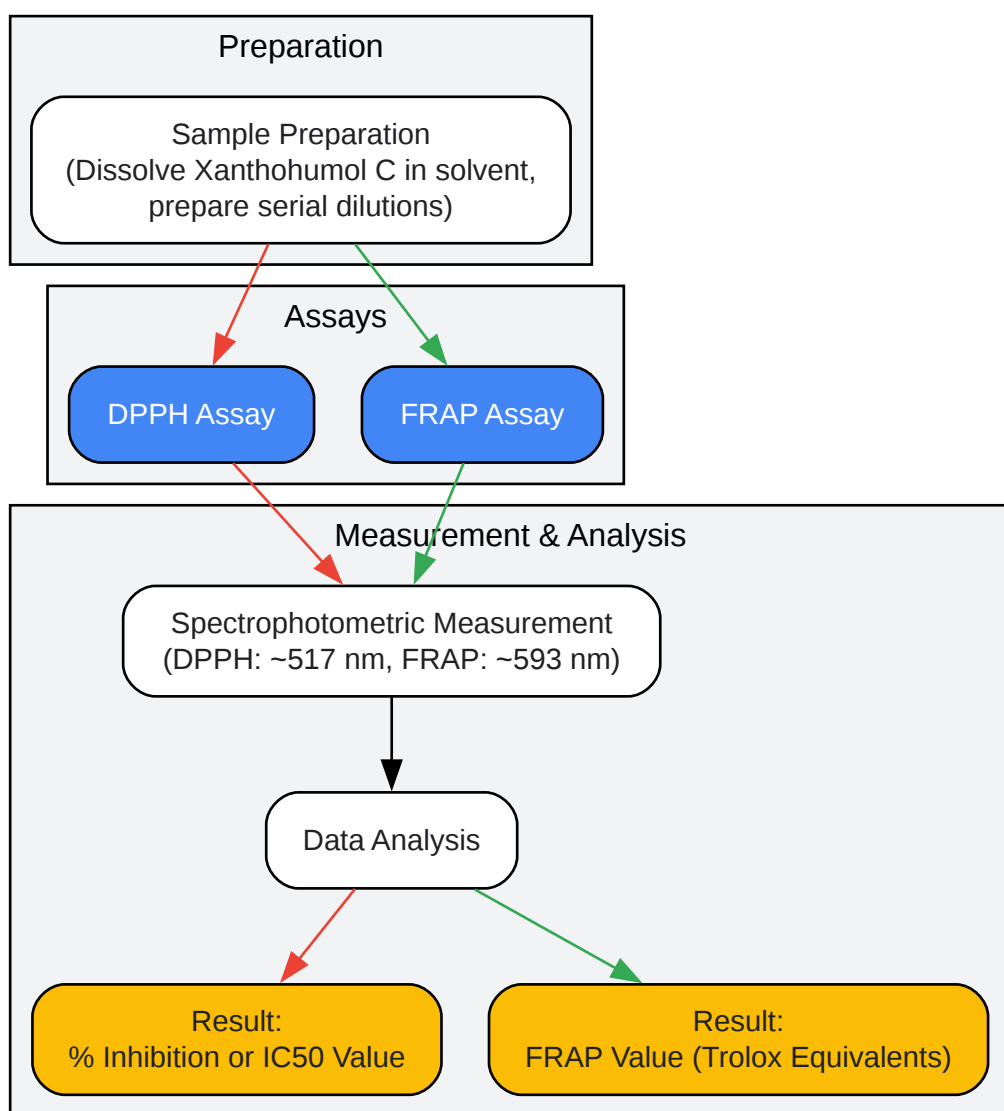 Preparation
Sample Preparation
(Dissolve Xanthohumol C in solvent,
prepare serial dilutions)
Assays
DPPH Assay
FRAP Assay
Measurement & Analysis
Spectrophotometric Measurement
(DPPH: ~517 nm, FRAP: ~593 nm)
Data Analysis
Result:
% Inhibition or IC50 Value
Result:
FRAP Value (Trolox Equivalents)